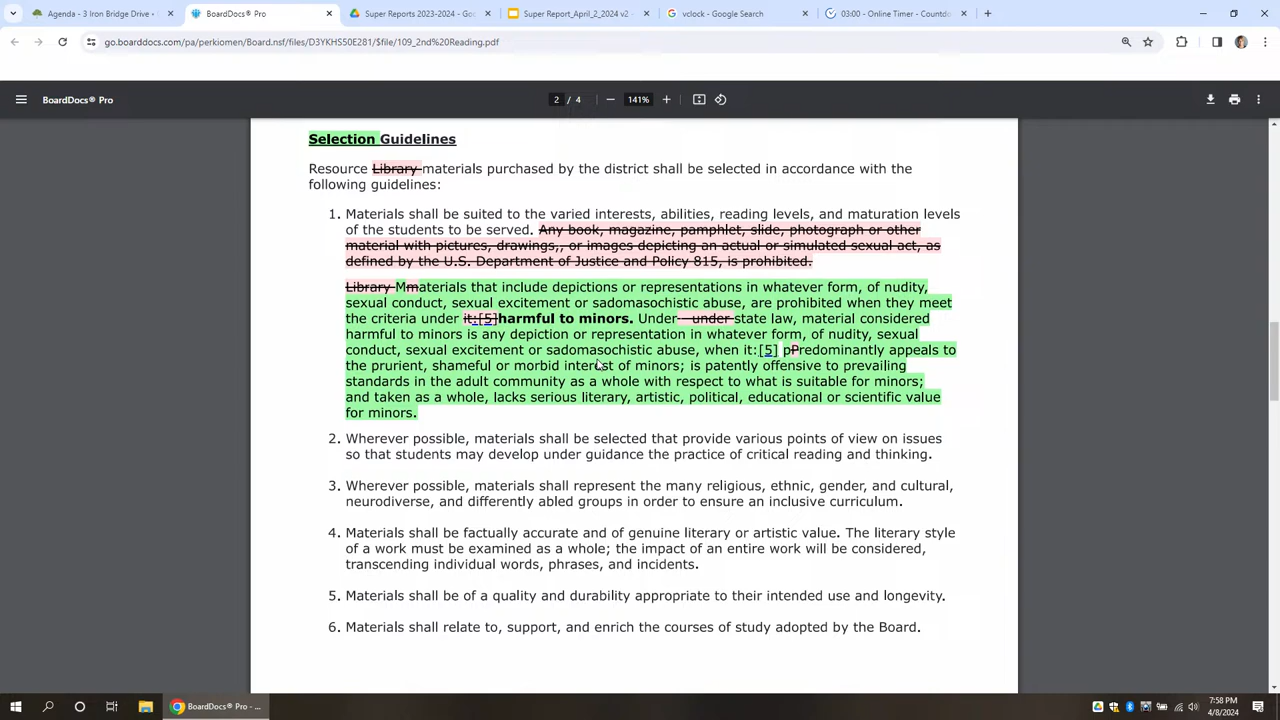 Agenda - 3 Iron Bridge Drive -
BoardDocs® Pro
Super Reports 2023-2024 - Goo
Super Report_April_2_2024 v2 -
vclock - Google Search
03:00 - Online Timer - Countdo
go.boarddocs.com/pa/perkiomen/Board.nsf/files/D3YKHS50E281/$file/109_2nd%20Reading.pdf
BoardDocs® Pro
2 / 4
141%
Selection Guidelines
Resource Library materials purchased by the district shall be selected in accordance with the
following guidelines:
1. Materials shall be suited to the varied interests, abilities, reading levels, and maturation levels
of the students to be served. Any book, magazine, pamphlet, slide, photograph or other
material with pictures, drawings,, or images depicting an actual or simulated sexual act, as
defined by the U.S. Department of Justice and Policy 815, is prohibited.
Library Mmaterials that include depictions or representations in whatever form, of nudity,
sexual conduct, sexual excitement or sadomasochistic abuse, are prohibited when they meet
the criteria under it:[5]harmful to minors. Under under state law, material considered
harmful to minors is any depiction or representation in whatever form, of nudity, sexual
conduct, sexual excitement or sadomasochistic abuse, when it:[5] pPredominantly appeals to
the prurient, shameful or morbid interest of minors; is patently offensive to prevailing
standards in the adult community as a whole with respect to what is suitable for minors;
and taken as a whole, lacks serious literary, artistic, political, educational or scientific value
for minors.
2. Wherever possible, materials shall be selected that provide various points of view on issues
so that students may develop under guidance the practice of critical reading and thinking.
3. Wherever possible, materials shall represent the many religious, ethnic, gender, and cultural,
neurodiverse, and differently abled groups in order to ensure an inclusive curriculum.
4. Materials shall be factually accurate and of genuine literary or artistic value. The literary style
of a work must be examined as a whole; the impact of an entire work will be considered,
transcending individual words, phrases, and incidents.
5. Materials shall be of a quality and durability appropriate to their intended use and longevity.
6. Materials shall relate to, support, and enrich the courses of study adopted by the Board.
BoardDocs® Pro - ...
7:58 PM
4/8/2024